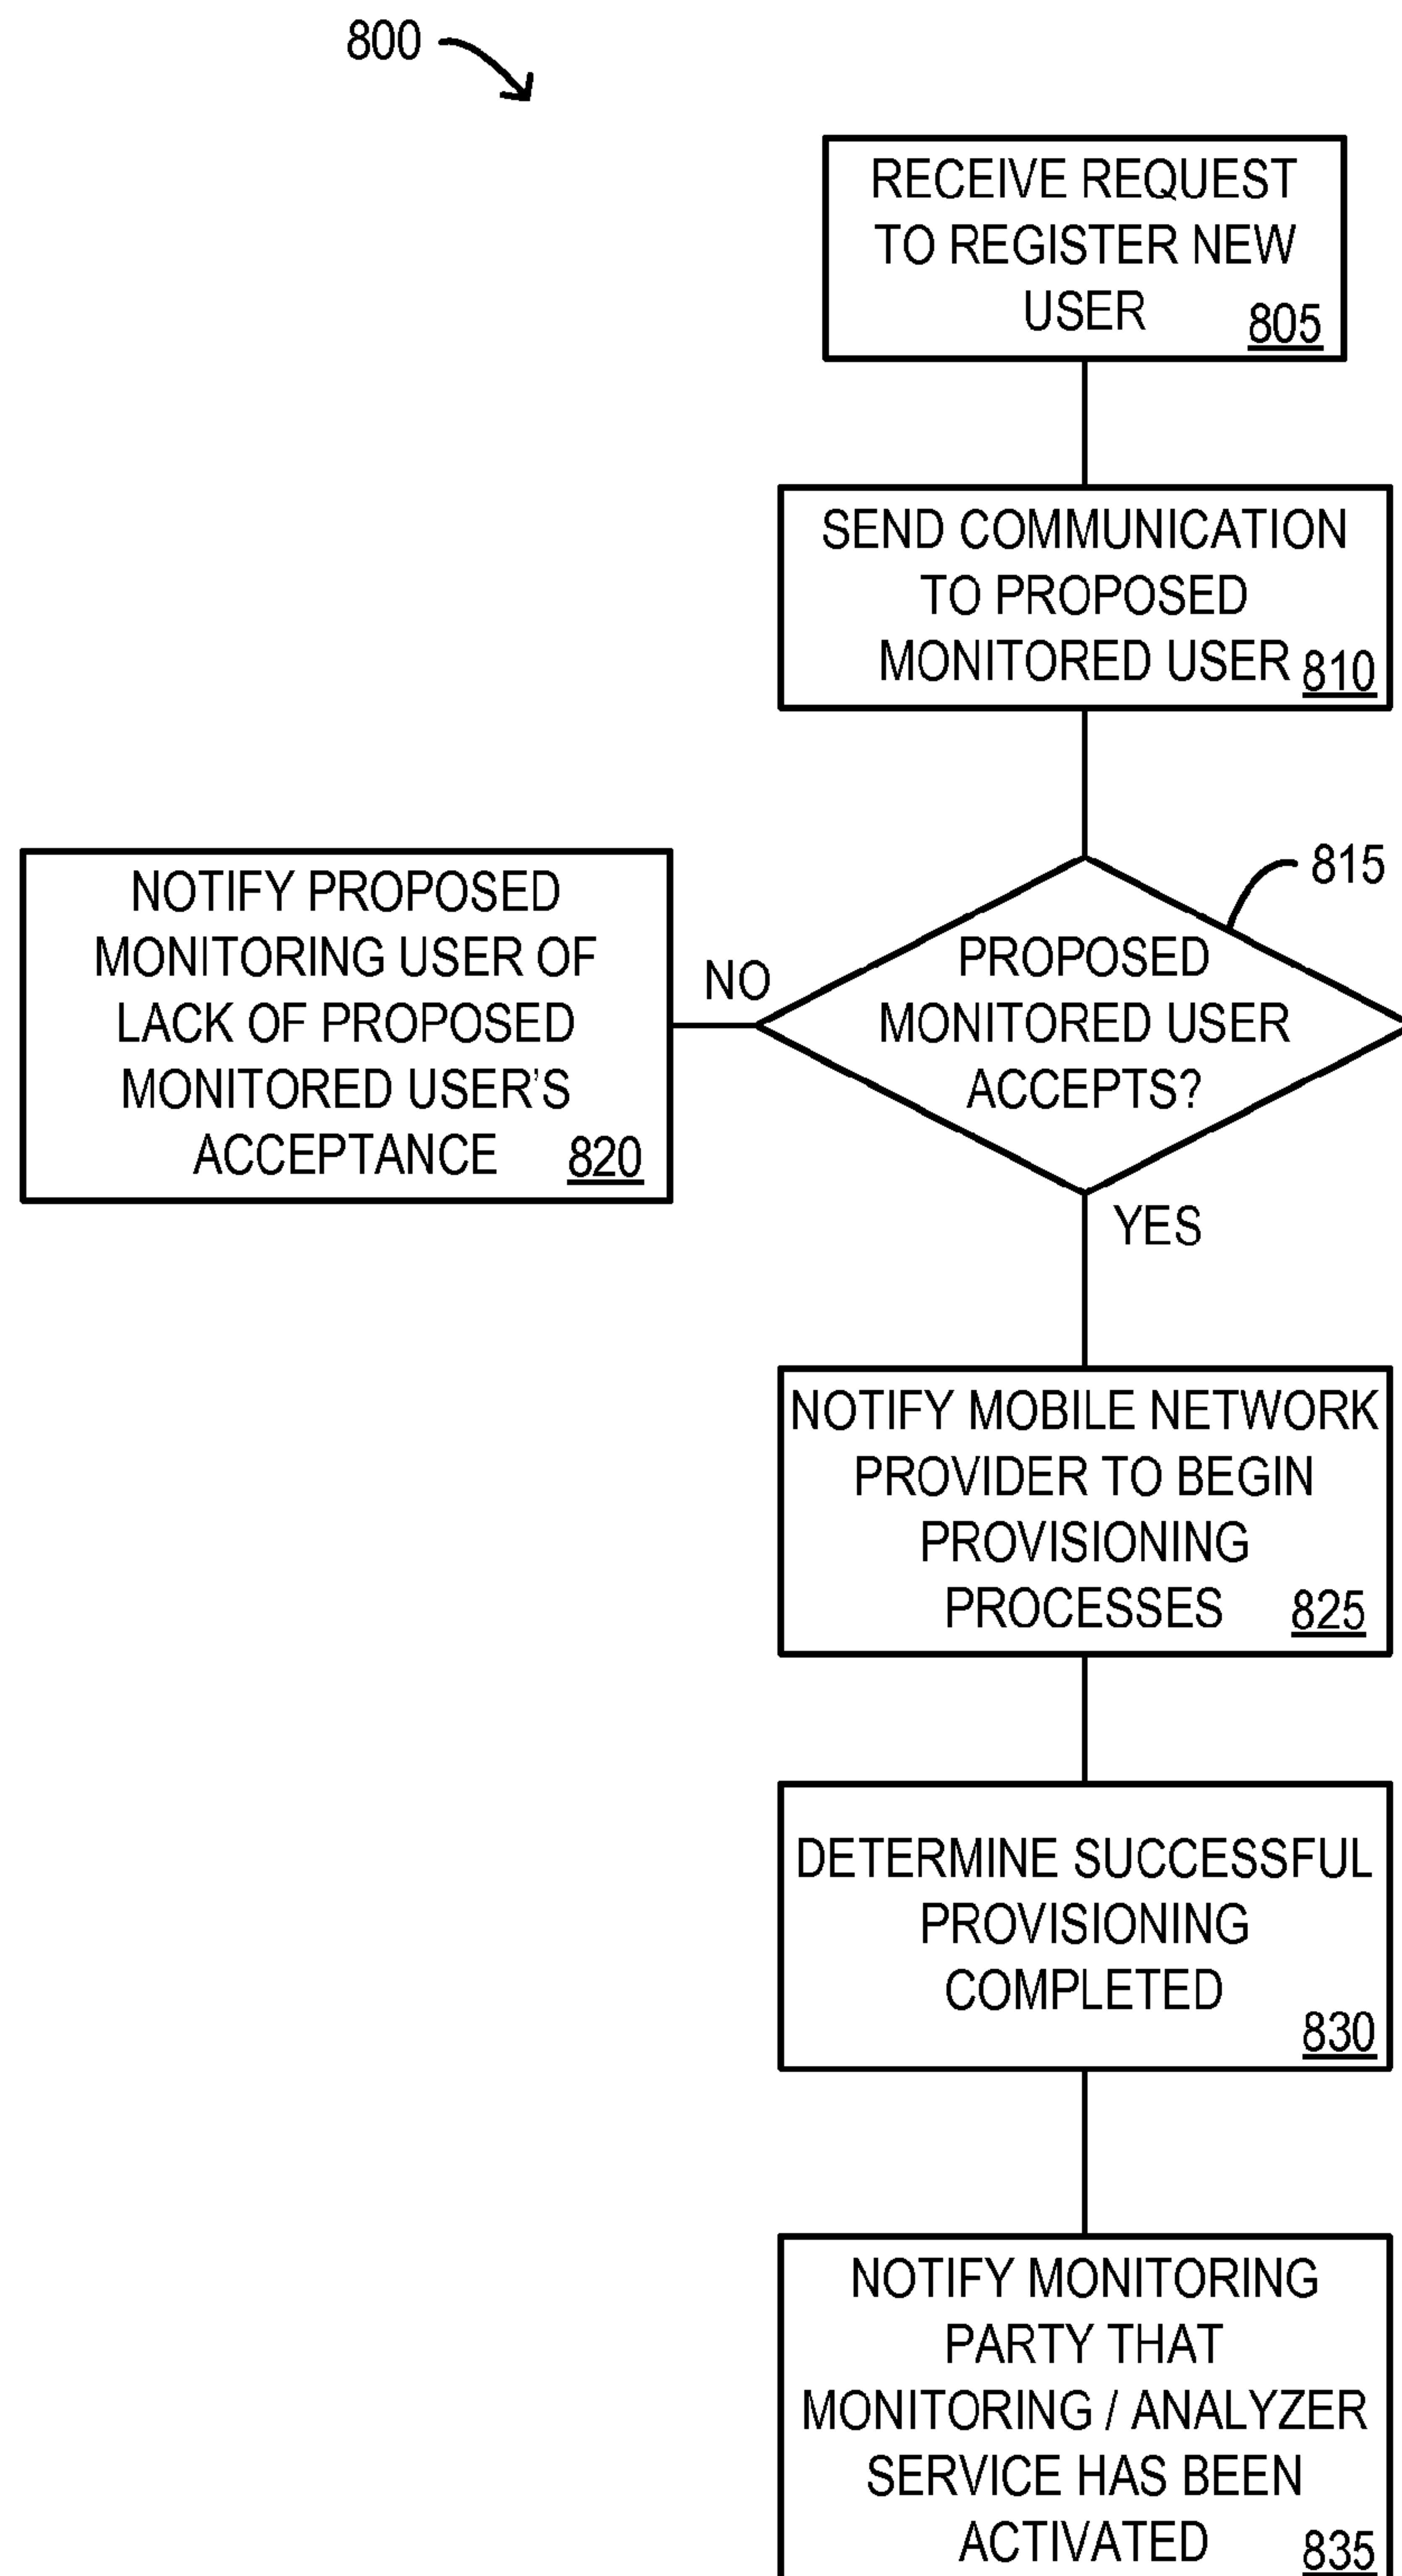 800
RECEIVE REQUEST
TO REGISTER NEW
USER
805
SEND COMMUNICATION
TO PROPOSED
MONITORED USER
810
815
PROPOSED
MONITORED USER
ACCEPTS?
NO
NOTIFY PROPOSED
MONITORING USER OF
LACK OF PROPOSED
MONITORED USER'S
ACCEPTANCE
820
YES
NOTIFY MOBILE NETWORK
PROVIDER TO BEGIN
PROVISIONING
PROCESSES
825
DETERMINE SUCCESSFUL
PROVISIONING
COMPLETED
830
NOTIFY MONITORING
PARTY THAT
MONITORING / ANALYZER
SERVICE HAS BEEN
ACTIVATED
835